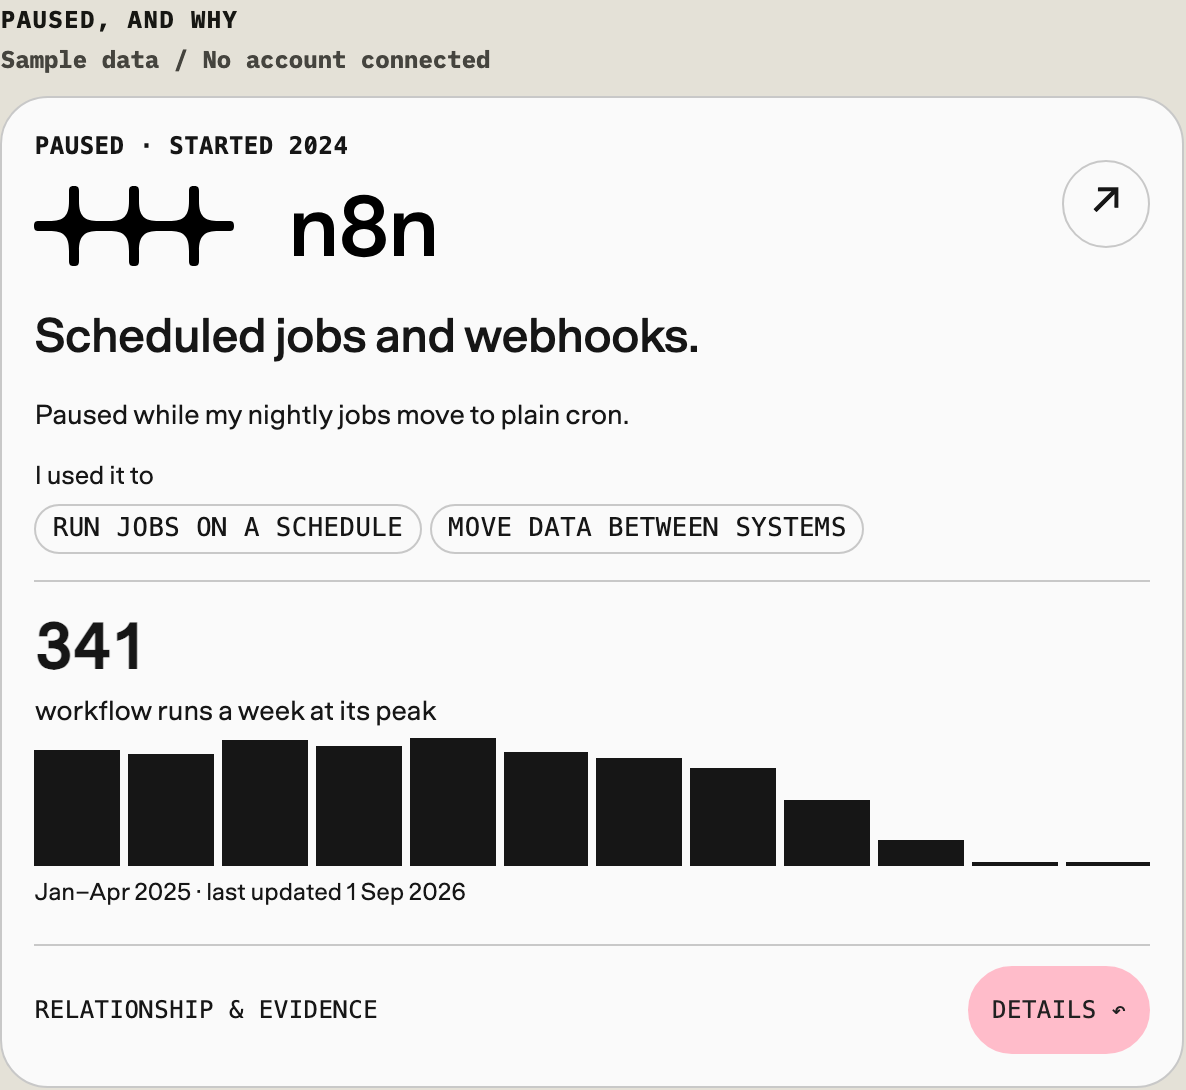 PAUSED, AND WHY
Sample data / No account connected
PAUSED · STARTED 2024
n8n
Scheduled jobs and webhooks.
Paused while my nightly jobs move to plain cron.
I used it to
RUN JOBS ON A SCHEDULE MOVE DATA BETWEEN SYSTEMS
341
workflow runs a week at its peak
Jan–Apr 2025 · last updated 1 Sep 2026
RELATIONSHIP & EVIDENCE DETAILS ↶